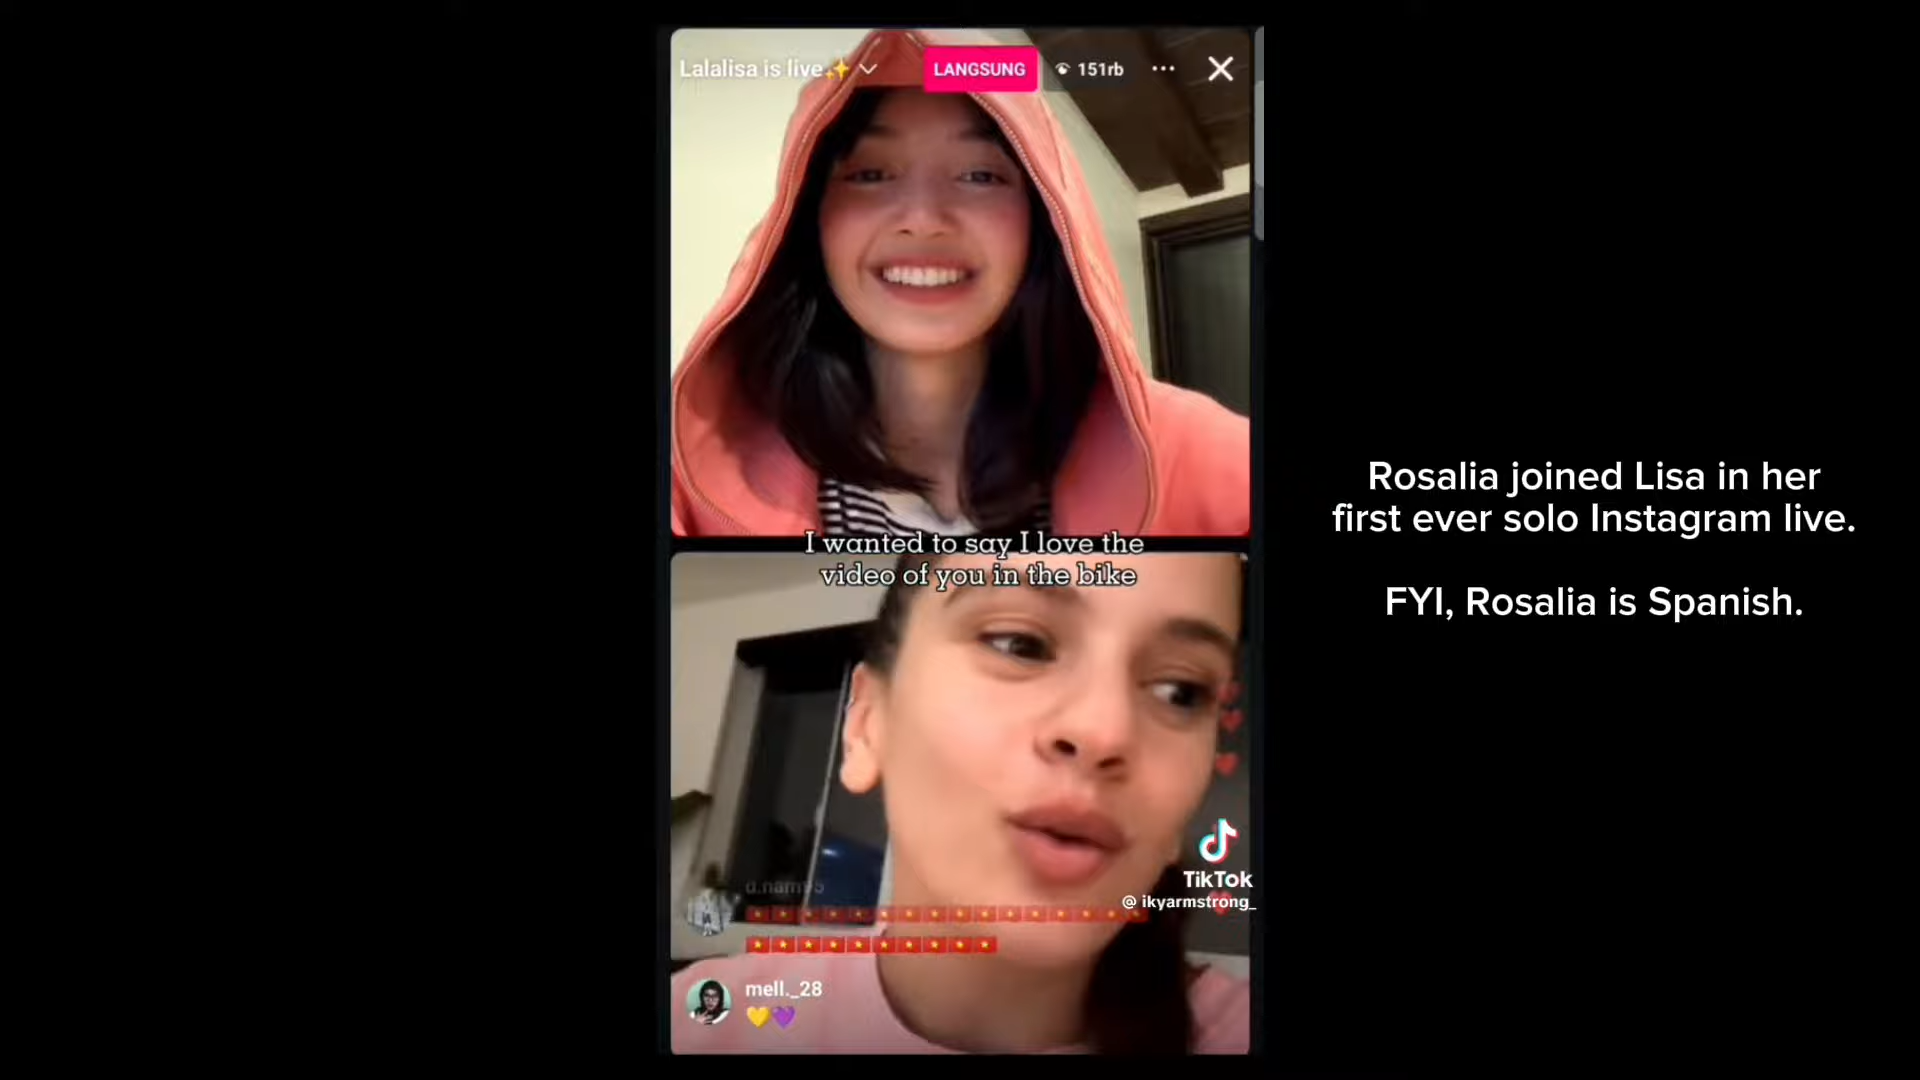 Lalalisa is live✨
LANGSUNG
151rb
I wanted to say I love the
video of you in the bike
Rosalia joined Lisa in her
first ever solo Instagram live.
FYI, Rosalia is Spanish.
TikTok
@ ikyarmstrong_
d.nam95
🇻🇳🇻🇳🇻🇳🇻🇳🇻🇳🇻🇳🇻🇳🇻🇳🇻🇳🇻🇳🇻🇳🇻🇳🇻🇳🇻🇳🇻🇳🇻🇳
🇻🇳🇻🇳🇻🇳🇻🇳🇻🇳🇻🇳🇻🇳🇻🇳🇻🇳🇻🇳
mell._28
💛💜